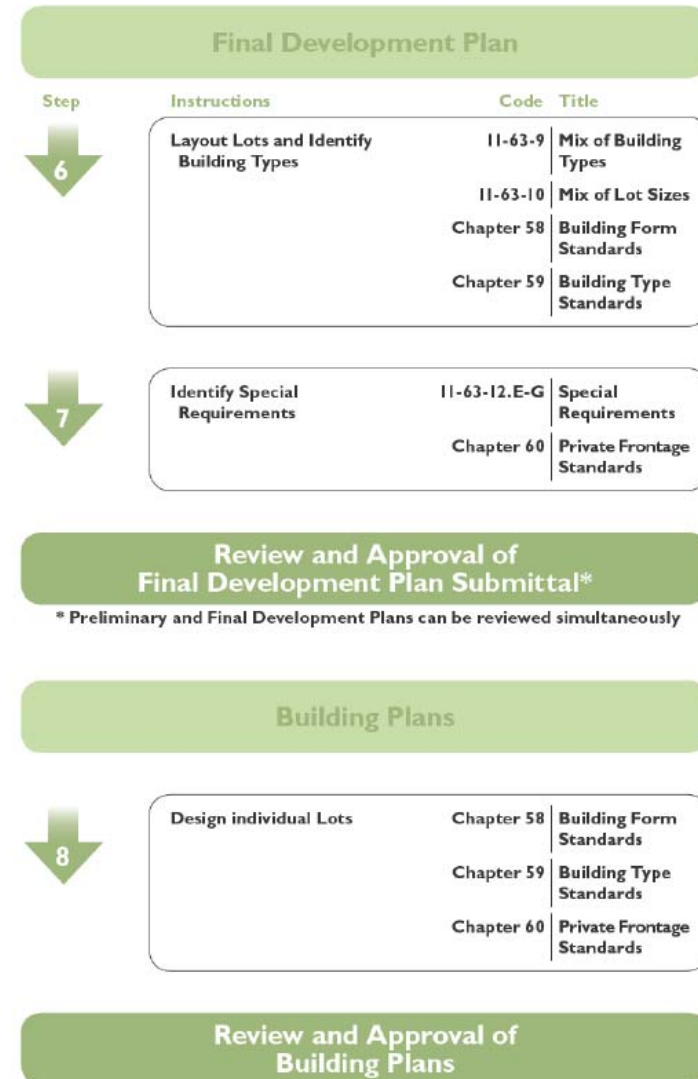 Final Development Plan
Step Instructions Code Title
6
Layout Lots and Identify 11-63-9 Mix of Building
Building Types Types
11-63-10 Mix of Lot Sizes
Chapter 58 Building Form
Standards
Chapter 59 Building Type
Standards
7
Identify Special 11-63-12.E-G Special
Requirements Requirements
Chapter 60 Private Frontage
Standards
Review and Approval of
Final Development Plan Submittal*
* Preliminary and Final Development Plans can be reviewed simultaneously
Building Plans
8
Design individual Lots Chapter 58 Building Form
Standards
Chapter 59 Building Type
Standards
Chapter 60 Private Frontage
Standards
Review and Approval of
Building Plans